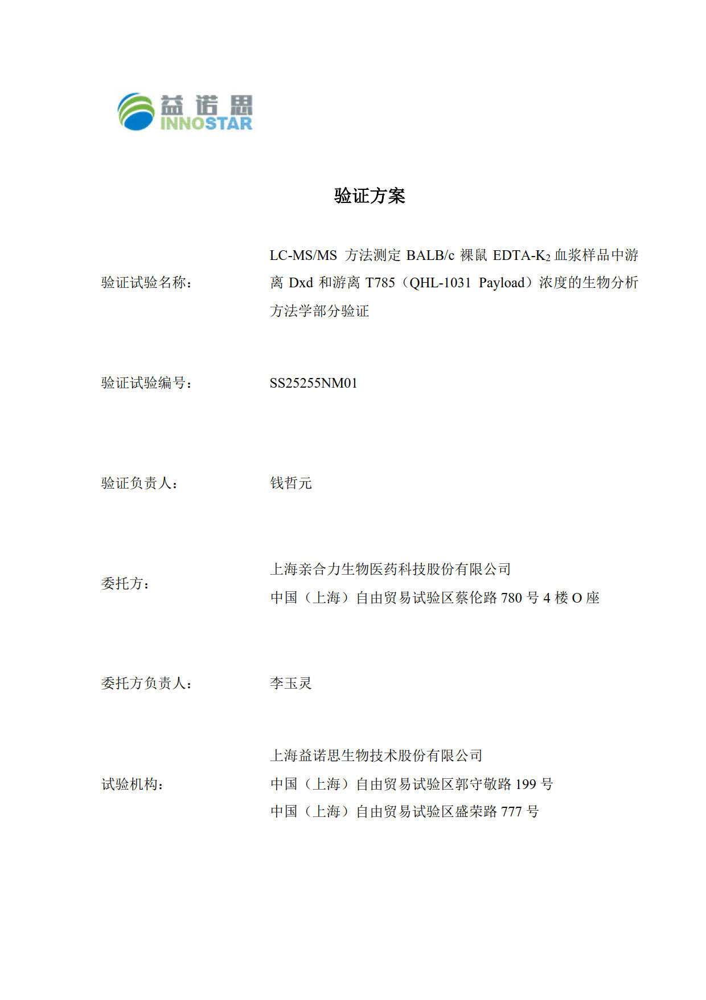 益诺思
INNOSTAR
验证方案
LC-MS/MS 方法测定 BALB/c 裸鼠 EDTA-K₂ 血浆样品中游
验证试验名称： 离 Dxd 和游离 T785（QHL-1031 Payload）浓度的生物分析
方法学部分验证
验证试验编号： SS25255NM01
验证负责人： 钱哲元
上海亲合力生物医药科技股份有限公司
委托方：
中国（上海）自由贸易试验区蔡伦路 780 号 4 楼 O 座
委托方负责人： 李玉灵
上海益诺思生物技术股份有限公司
试验机构： 中国（上海）自由贸易试验区郭守敬路 199 号
中国（上海）自由贸易试验区盛荣路 777 号